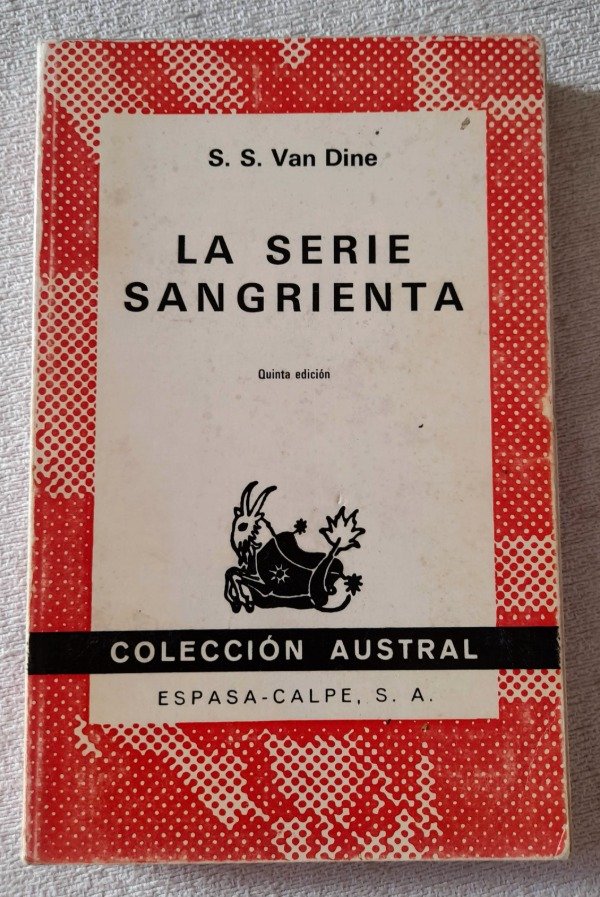 S. S. Van Dine
LA SERIE
SANGRIENTA
Quinta edición
COLECCIÓN AUSTRAL
ESPASA-CALPE, S. A.